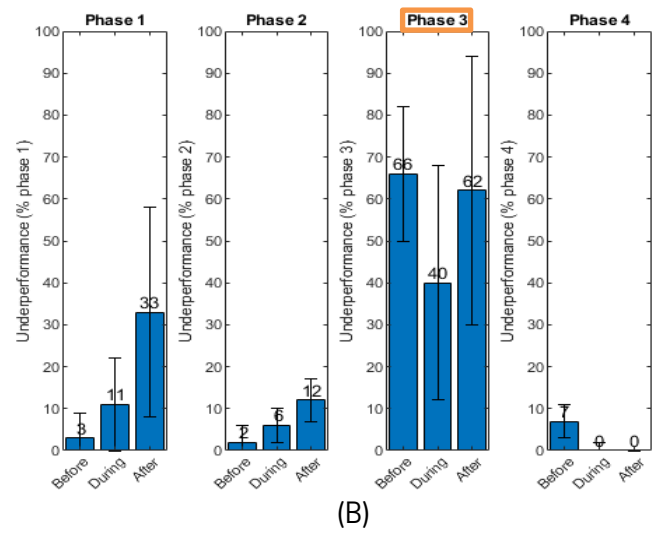 Phase 1
Underperformance (% phase 1)
100
90
80
70
60
50
40
30
20
10
0
3
11
33
Before
During
After
Phase 2
Underperformance (% phase 2)
100
90
80
70
60
50
40
30
20
10
0
2
6
12
Before
During
After
Phase 3
Underperformance (% phase 3)
100
90
80
70
60
50
40
30
20
10
0
66
40
62
Before
During
After
Phase 4
Underperformance (% phase 4)
100
90
80
70
60
50
40
30
20
10
0
7
0
0
Before
During
After
(B)